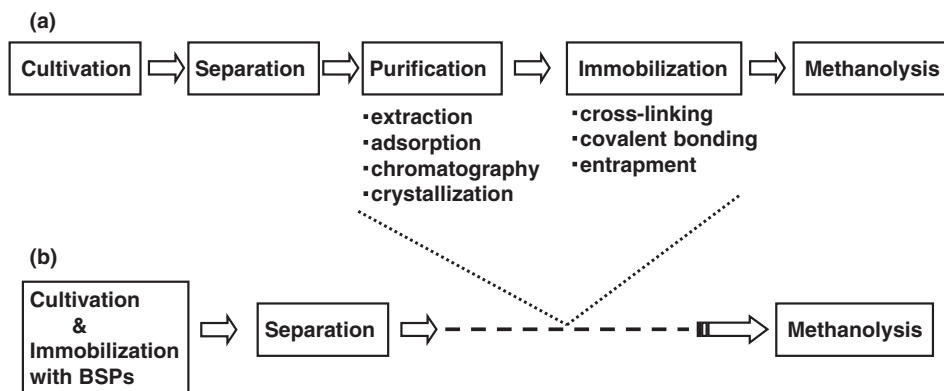 (a)
Cultivation
Separation
Purification
Immobilization
Methanolysis
･extraction
･adsorption
･chromatography
･crystallization
･cross-linking
･covalent bonding
･entrapment
(b)
Cultivation
&
Immobilization
with BSPs
Separation
Methanolysis